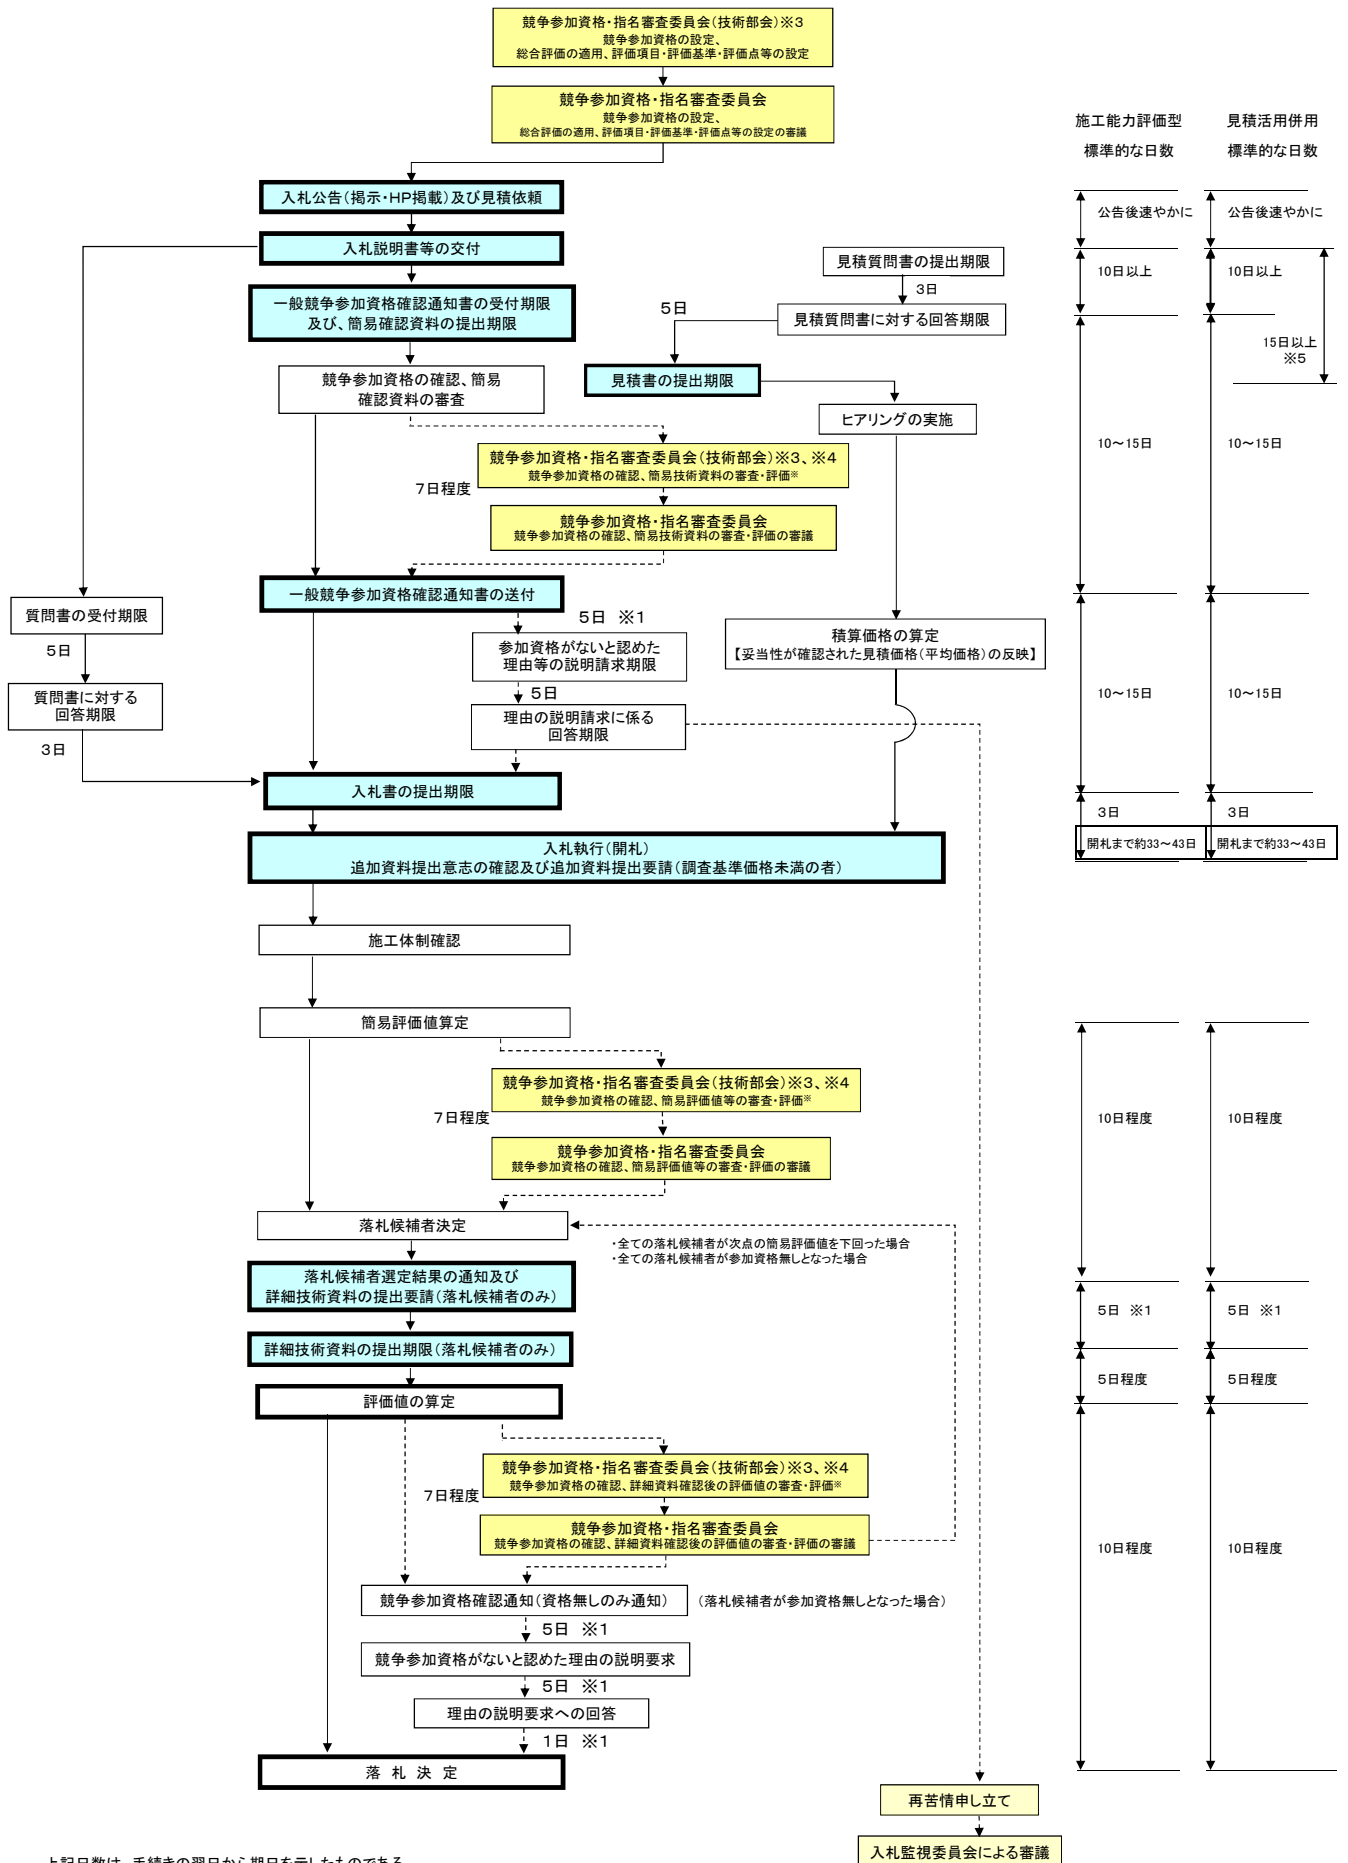 競争参加資格・指名審査委員会(技術部会)※3
競争参加資格の設定、
総合評価の適用、評価項目・評価基準・評価点等の設定
競争参加資格・指名審査委員会
競争参加資格の設定、
総合評価の適用、評価項目・評価基準・評価点等の設定の審議
施工能力評価型
標準的な日数
見積活用併用
標準的な日数
入札公告(掲示・HP掲載)及び見積依頼
公告後速やかに
公告後速やかに
入札説明書等の交付
見積質問書の提出期限
10日以上
10日以上
3日
一般競争参加資格確認通知書の受付期限
及び、簡易確認資料の提出期限
5日
見積質問書に対する回答期限
15日以上
※5
競争参加資格の確認、簡易
確認資料の審査
見積書の提出期限
ヒアリングの実施
競争参加資格・指名審査委員会(技術部会)※3、※4
競争参加資格の確認、簡易技術資料の審査・評価※
10～15日
10～15日
7日程度
競争参加資格・指名審査委員会
競争参加資格の確認、簡易技術資料の審査・評価の審議
一般競争参加資格確認通知書の送付
質問書の受付期限
5日 ※1
5日
参加資格がないと認めた
理由等の説明請求期限
積算価格の算定
【妥当性が確認された見積価格(平均価格)の反映】
質問書に対する
回答期限
5日
10～15日
10～15日
理由の説明請求に係る
回答期限
3日
入札書の提出期限
3日
3日
入札執行(開札)
追加資料提出意志の確認及び追加資料提出要請(調査基準価格未満の者)
開札まで約33～43日
開札まで約33～43日
施工体制確認
簡易評価値算定
競争参加資格・指名審査委員会(技術部会)※3、※4
競争参加資格の確認、簡易評価値等の審査・評価※
7日程度
10日程度
10日程度
競争参加資格・指名審査委員会
競争参加資格の確認、簡易評価値等の審査・評価の審議
落札候補者決定
・全ての落札候補者が次点の簡易評価値を下回った場合
・全ての落札候補者が参加資格無しとなった場合
落札候補者選定結果の通知及び
詳細技術資料の提出要請(落札候補者のみ)
5日 ※1
5日 ※1
詳細技術資料の提出期限(落札候補者のみ)
5日程度
5日程度
評価値の算定
競争参加資格・指名審査委員会(技術部会)※3、※4
競争参加資格の確認、詳細資料確認後の評価値の審査・評価※
7日程度
競争参加資格・指名審査委員会
競争参加資格の確認、詳細資料確認後の評価値の審査・評価の審議
10日程度
10日程度
競争参加資格確認通知(資格無しのみ通知)
(落札候補者が参加資格無しとなった場合)
5日 ※1
競争参加資格がないと認めた理由の説明要求
5日 ※1
理由の説明要求への回答
1日 ※1
落 札 決 定
再苦情申し立て
入札監視委員会による審議
上記日数は、手続きの翌日から期日を示したものである